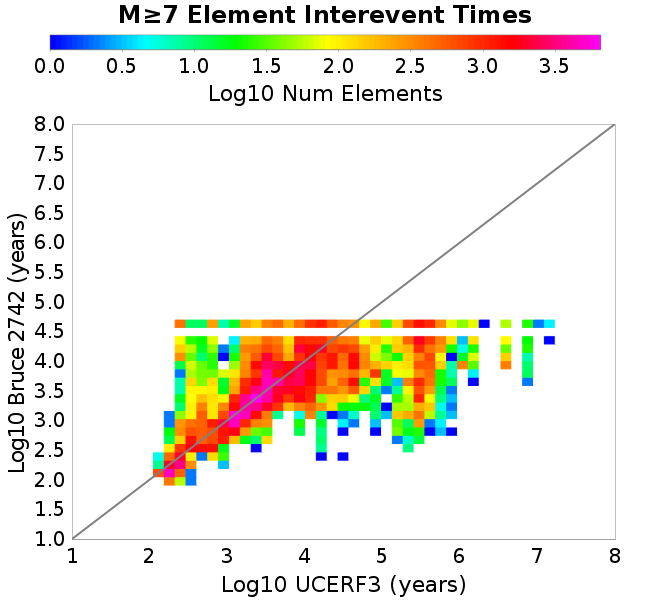 M≥7 Element Interevent Times
0.0 0.5 1.0 1.5 2.0 2.5 3.0 3.5
Log10 Num Elements
Log10 Bruce 2742 (years)
8.0
7.5
7.0
6.5
6.0
5.5
5.0
4.5
4.0
3.5
3.0
2.5
2.0
1.5
1.0
1 2 3 4 5 6 7 8
Log10 UCERF3 (years)